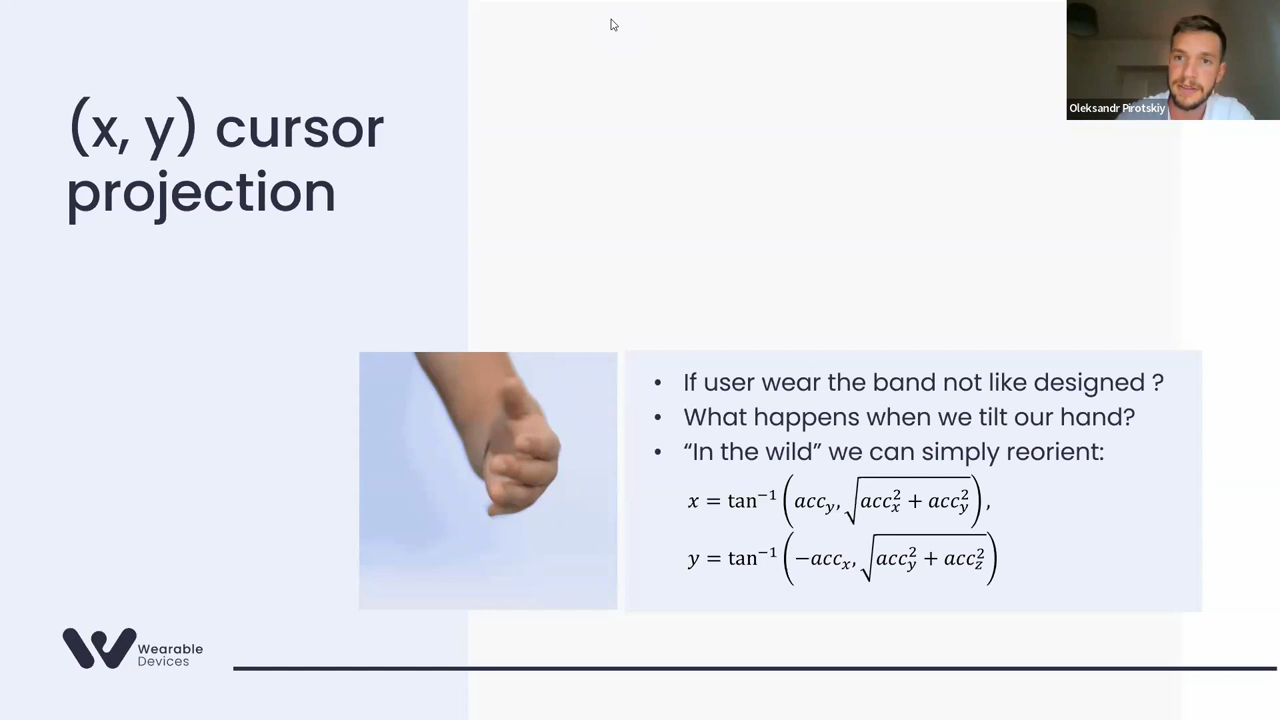 Oleksandr Pirotskiy
(x, y) cursor
projection
• If user wear the band not like designed ?
• What happens when we tilt our hand?
• “In the wild” we can simply reorient:
x = tan⁻¹(acc_y, √(acc_x² + acc_y²)),
y = tan⁻¹(−acc_x, √(acc_y² + acc_z²))
Wearable
Devices